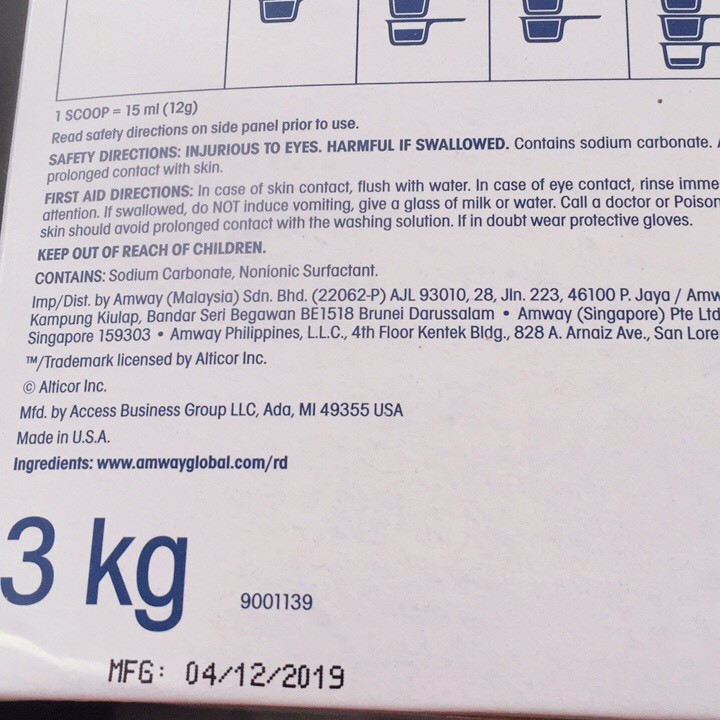 1 SCOOP = 15 ml (12g)
Read safety directions on side panel prior to use.
SAFETY DIRECTIONS: INJURIOUS TO EYES. HARMFUL IF SWALLOWED. Contains sodium carbonate.
prolonged contact with skin.
FIRST AID DIRECTIONS: In case of skin contact, flush with water. In case of eye contact, rinse imme
attention. If swallowed, do NOT induce vomiting, give a glass of milk or water. Call a doctor or Poison
skin should avoid prolonged contact with the washing solution. If in doubt wear protective gloves.
KEEP OUT OF REACH OF CHILDREN.
CONTAINS: Sodium Carbonate, Nonionic Surfactant.
Imp/Dist. by Amway (Malaysia) Sdn. Bhd. (22062-P) AJL 93010, 28, Jln. 223, 46100 P. Jaya / Amw
Kampung Kiulap, Bandar Seri Begawan BE1518 Brunei Darussalam • Amway (Singapore) Pte Ltd
Singapore 159303 • Amway Philippines, L.L.C., 4th Floor Kentek Bldg., 828 A. Arnaiz Ave., San Lore
™/Trademark licensed by Alticor Inc.
© Alticor Inc.
Mfd. by Access Business Group LLC, Ada, MI 49355 USA
Made in U.S.A.
Ingredients: www.amwayglobal.com/rd
3 kg
9001139
MFG: 04/12/2019